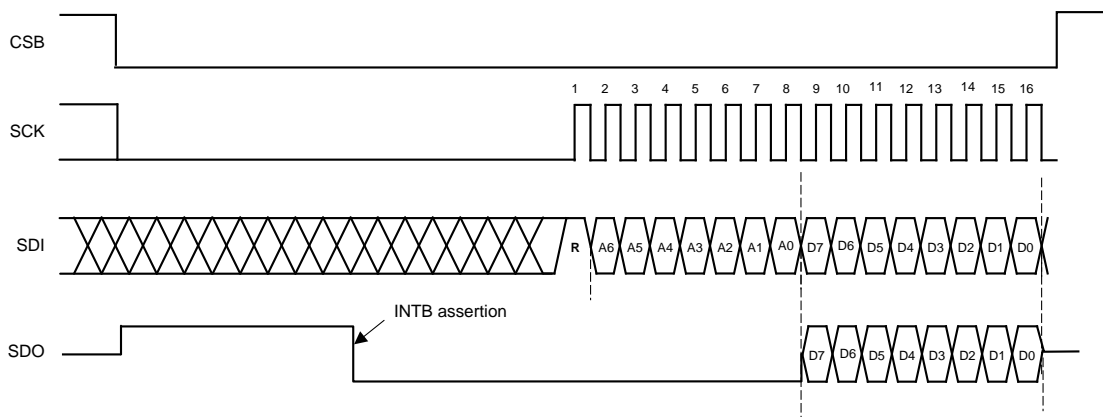 CSB
1 2 3 4 5 6 7 8 9 10 11 12 13 14 15 16
SCK
SDI
R A6 A5 A4 A3 A2 A1 A0 D7 D6 D5 D4 D3 D2 D1 D0
INTB assertion
SDO
D7 D6 D5 D4 D3 D2 D1 D0